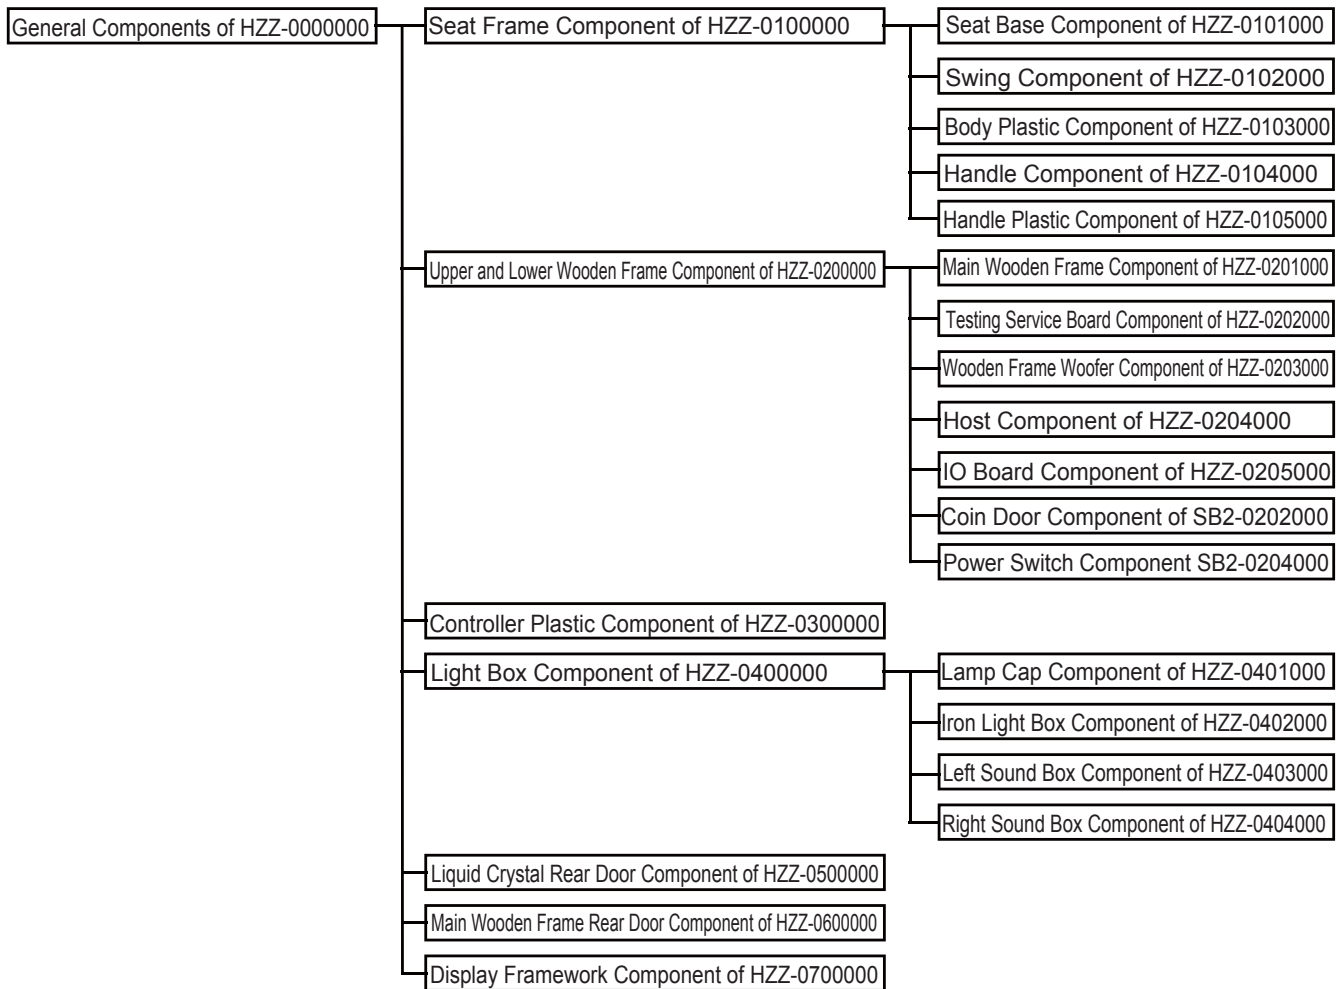 General Components of HZZ-0000000
Seat Frame Component of HZZ-0100000
Seat Base Component of HZZ-0101000
Swing Component of HZZ-0102000
Body Plastic Component of HZZ-0103000
Handle Component of HZZ-0104000
Handle Plastic Component of HZZ-0105000
Upper and Lower Wooden Frame Component of HZZ-0200000
Main Wooden Frame Component of HZZ-0201000
Testing Service Board Component of HZZ-0202000
Wooden Frame Woofer Component of HZZ-0203000
Host Component of HZZ-0204000
IO Board Component of HZZ-0205000
Coin Door Component of SB2-0202000
Power Switch Component SB2-0204000
Controller Plastic Component of HZZ-0300000
Light Box Component of HZZ-0400000
Lamp Cap Component of HZZ-0401000
Iron Light Box Component of HZZ-0402000
Left Sound Box Component of HZZ-0403000
Right Sound Box Component of HZZ-0404000
Liquid Crystal Rear Door Component of HZZ-0500000
Main Wooden Frame Rear Door Component of HZZ-0600000
Display Framework Component of HZZ-0700000